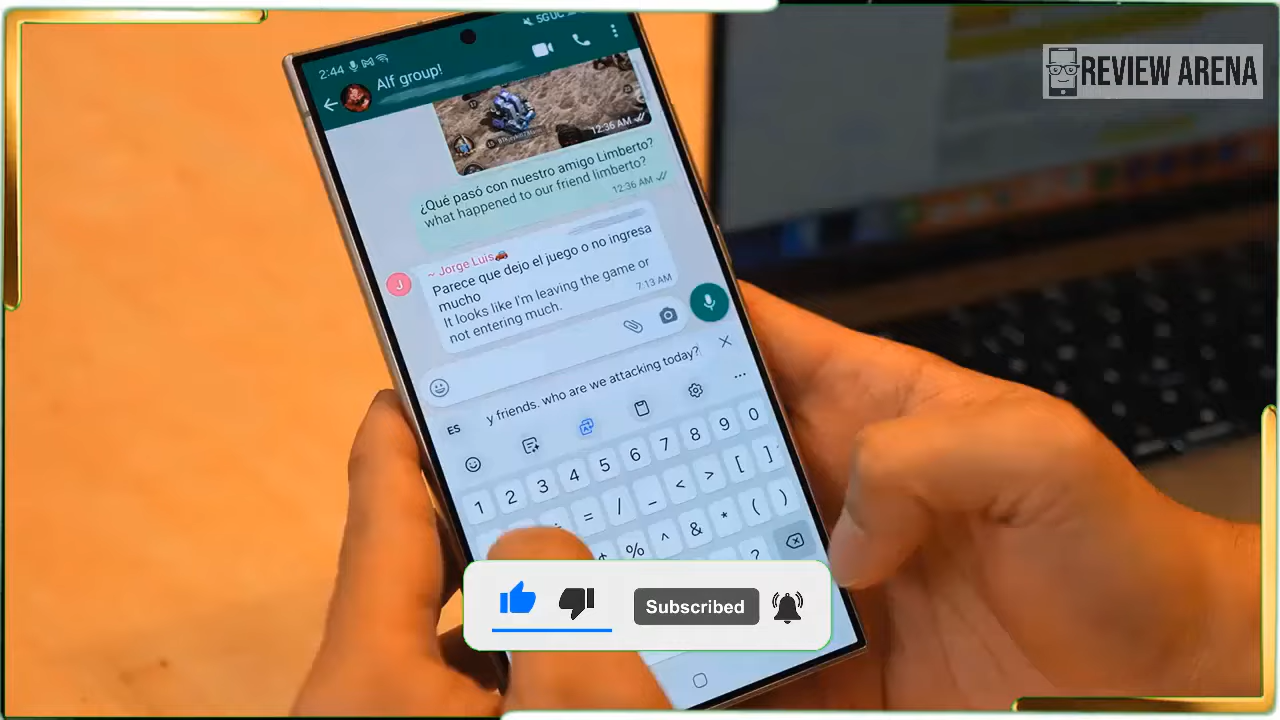 REVIEW ARENA
2:44
5G UC
Alf group!
12:36 AM
¿Qué pasó con nuestro amigo Limberto?
what happened to our friend limberto?
12:36 AM
~ Jorge Luis
J
Parece que dejo el juego o no ingresa
mucho
It looks like I'm leaving the game or
not entering much.
7:13 AM
ES
y friends. who are we attacking today?
1 2 3 4 5 6 7 8 9 0
÷ = / _ < > [ ]
% ^ & * ( )
?
Subscribed